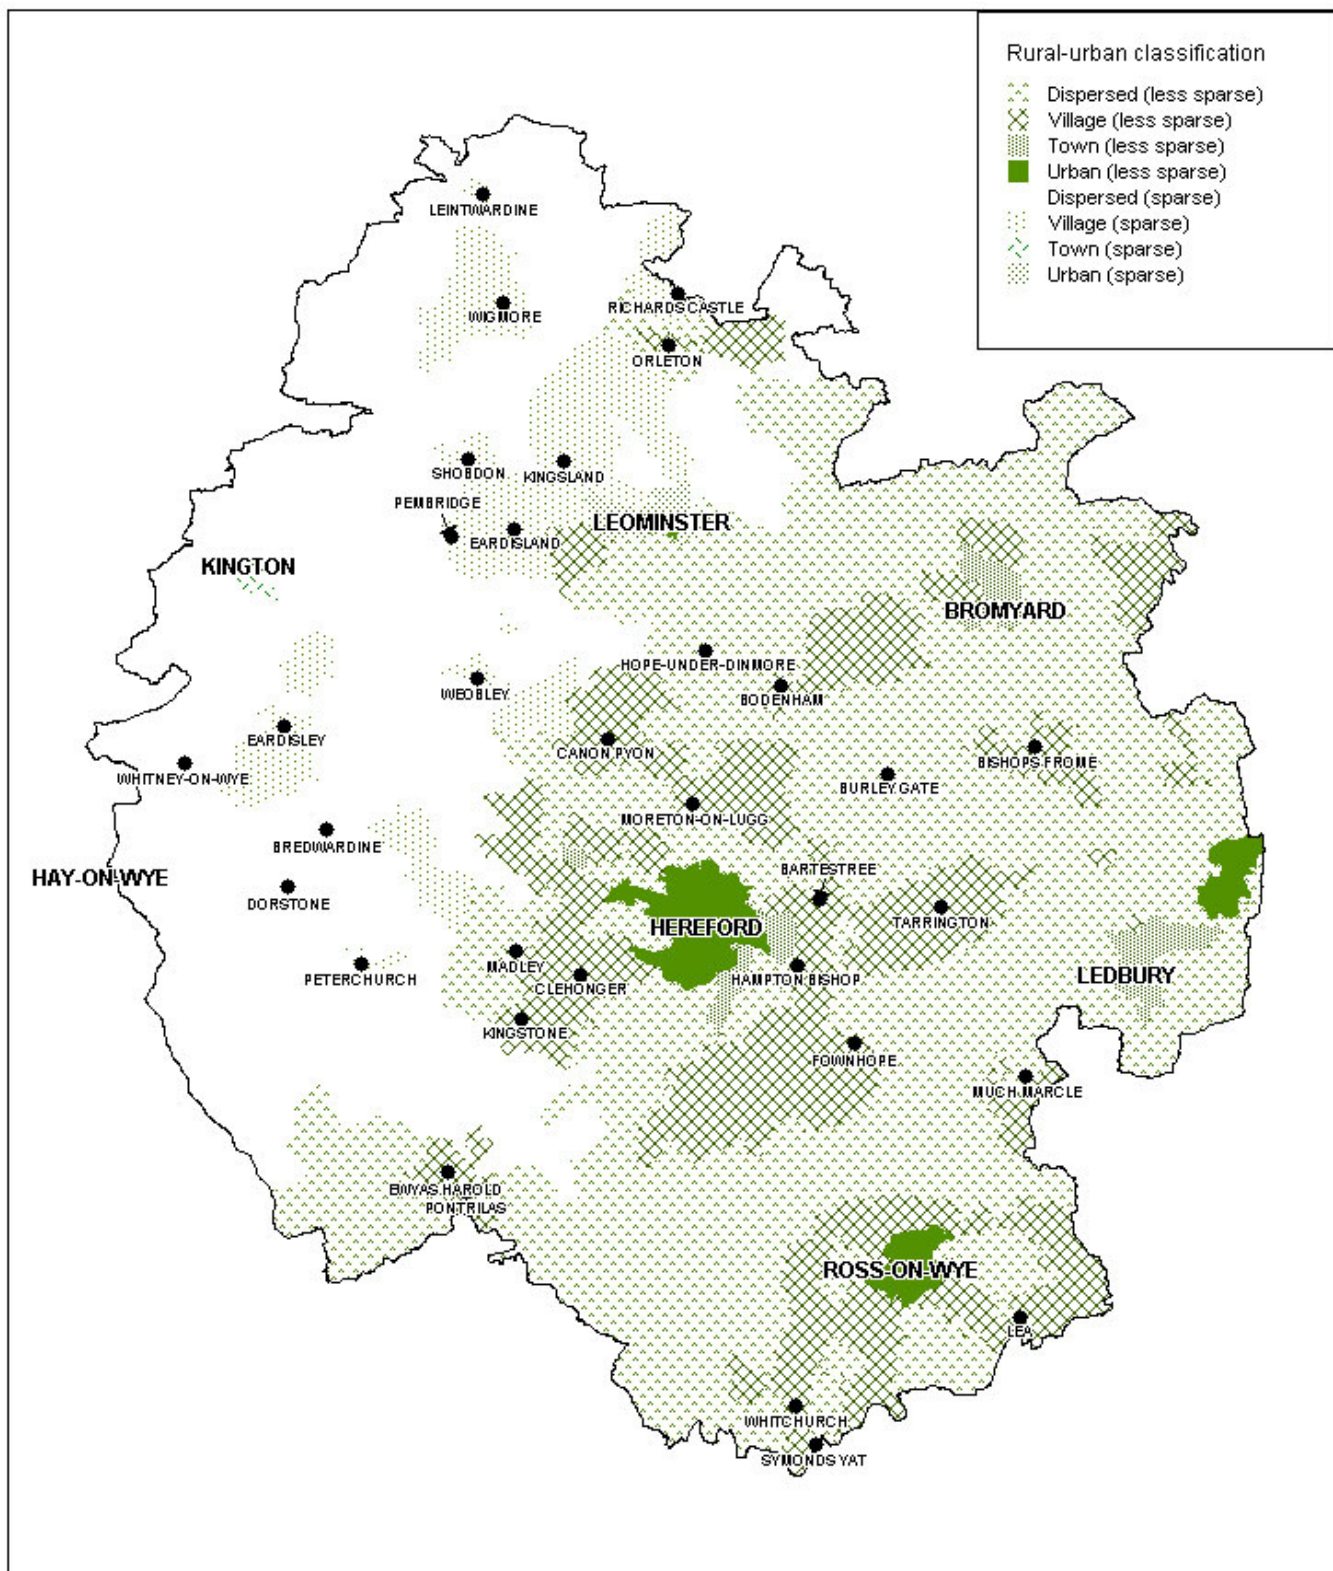 Rural-urban classification
Dispersed (less sparse)
Village (less sparse)
Town (less sparse)
Urban (less sparse)
Dispersed (sparse)
Village (sparse)
Town (sparse)
Urban (sparse)
LEINTWARDINE
RICHARDS CASTLE
WIGMORE
ORLETON
SHOBDON
KINGSLAND
PEMBRIDGE
LEOMINSTER
EARDISLAND
KINGTON
BROMYARD
HOPE-UNDER-DINMORE
WEOBLEY
BODENHAM
EARDISLEY
CANON PYON
BISHOPS FROME
WHITNEY-ON-WYE
BURLEY GATE
MORETON-ON-LUGG
BREDWARDINE
BARTESTREE
HAY-ON-WYE
DORSTONE
HEREFORD
TARRINGTON
MADLEY
PETERCHURCH
CLEHONGER
HAMPTON BISHOP
LEDBURY
KINGSTONE
FOWNHOPE
MUCH MARCLE
EWYAS HAROLD
PONTRILAS
ROSS-ON-WYE
LEA
WHITCHURCH
SYMONDS YAT